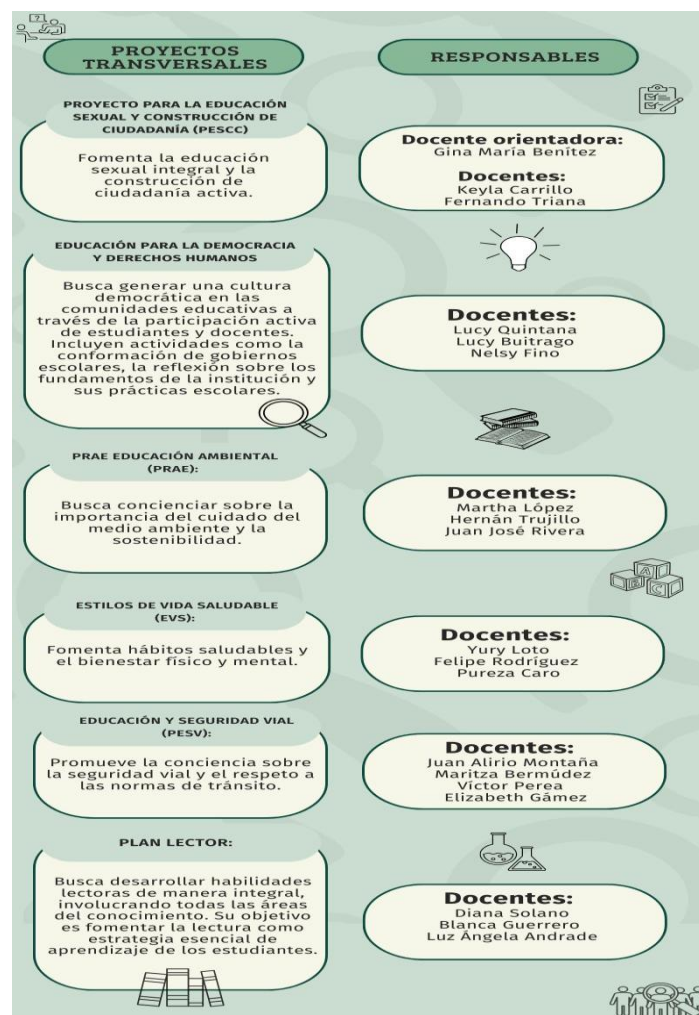 PROYECTOS
TRANSVERSALES
RESPONSABLES
PROYECTO PARA LA EDUCACIÓN
SEXUAL Y CONSTRUCCIÓN DE
CIUDADANÍA (PESCC)
Fomenta la educación
sexual integral y la
construcción de
ciudadanía activa.
Docente orientadora:
Gina María Benítez
Docentes:
Keyla Carrillo
Fernando Triana
EDUCACIÓN PARA LA DEMOCRACIA
Y DERECHOS HUMANOS
Busca generar una cultura
democrática en las
comunidades educativas a
través de la participación activa
de estudiantes y docentes.
Incluyen actividades como la
conformación de gobiernos
escolares, la reflexión sobre los
fundamentos de la institución y
sus prácticas escolares.
Docentes:
Lucy Quintana
Lucy Buitrago
Nelsy Fino
PRAE EDUCACIÓN AMBIENTAL
(PRAE):
Busca concienciar sobre la
importancia del cuidado del
medio ambiente y la
sostenibilidad.
Docentes:
Martha López
Hernán Trujillo
Juan José Rivera
A
B
C
ESTILOS DE VIDA SALUDABLE
(EVS):
Fomenta hábitos saludables y
el bienestar físico y mental.
Docentes:
Yury Loto
Felipe Rodríguez
Pureza Caro
EDUCACIÓN Y SEGURIDAD VIAL
(PESV):
Promueve la conciencia sobre
la seguridad vial y el respeto a
las normas de tránsito.
Docentes:
Juan Alirio Montaña
Maritza Bermúdez
Víctor Perea
Elizabeth Gámez
PLAN LECTOR:
Busca desarrollar habilidades
lectoras de manera integral,
involucrando todas las áreas
del conocimiento. Su objetivo
es fomentar la lectura como
estrategia esencial de
aprendizaje de los estudiantes.
Docentes:
Diana Solano
Blanca Guerrero
Luz Ángela Andrade